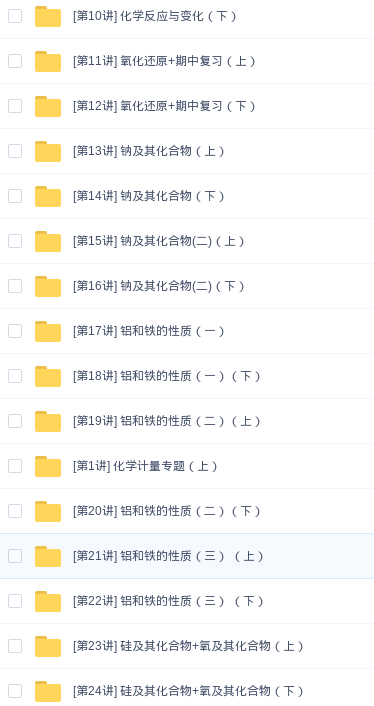 [第10讲] 化学反应与变化（下）
[第11讲] 氧化还原+期中复习（上）
[第12讲] 氧化还原+期中复习（下）
[第13讲] 钠及其化合物（上）
[第14讲] 钠及其化合物（下）
[第15讲] 钠及其化合物(二)（上）
[第16讲] 钠及其化合物(二)（下）
[第17讲] 铝和铁的性质（一）
[第18讲] 铝和铁的性质（一）（下）
[第19讲] 铝和铁的性质（二）（上）
[第1讲] 化学计量专题（上）
[第20讲] 铝和铁的性质（二）（下）
[第21讲] 铝和铁的性质（三）（上）
[第22讲] 铝和铁的性质（三）（下）
[第23讲] 硅及其化合物+氧及其化合物（上）
[第24讲] 硅及其化合物+氧及其化合物（下）